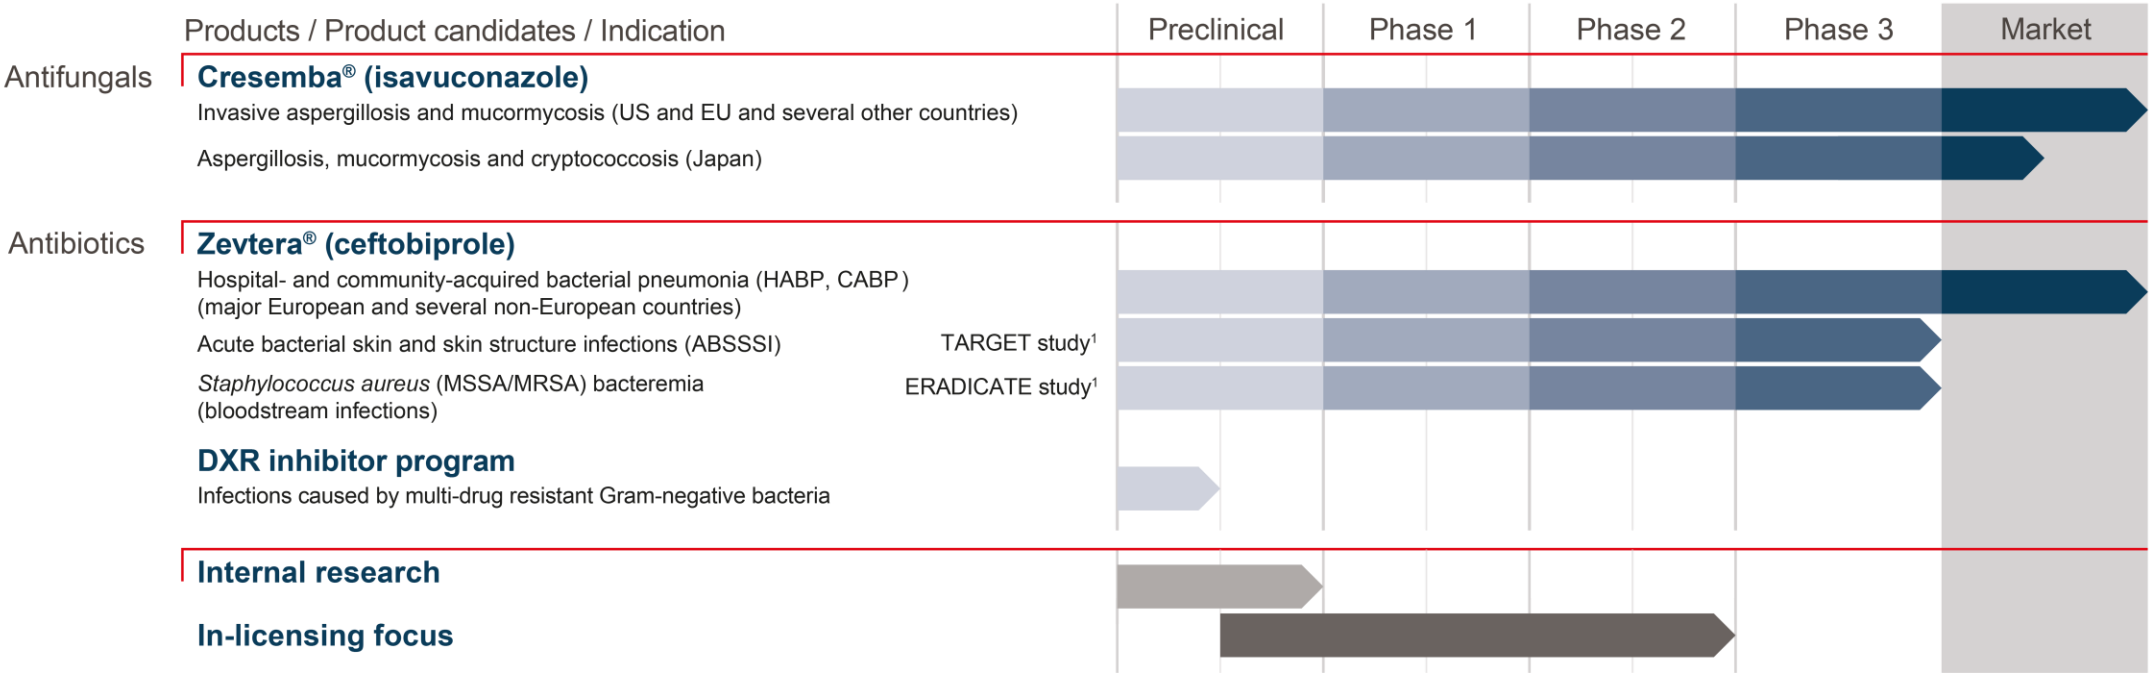 Products / Product candidates / Indication Preclinical Phase 1 Phase 2 Phase 3 Market
Antifungals Cresemba® (isavuconazole)
Invasive aspergillosis and mucormycosis (US and EU and several other countries)
Aspergillosis, mucormycosis and cryptococcosis (Japan)
Antibiotics Zevtera® (ceftobiprole)
Hospital- and community-acquired bacterial pneumonia (HABP, CABP)
(major European and several non-European countries)
Acute bacterial skin and skin structure infections (ABSSSI) TARGET study¹
Staphylococcus aureus (MSSA/MRSA) bacteremia ERADICATE study¹
(bloodstream infections)
DXR inhibitor program
Infections caused by multi-drug resistant Gram-negative bacteria
Internal research
In-licensing focus